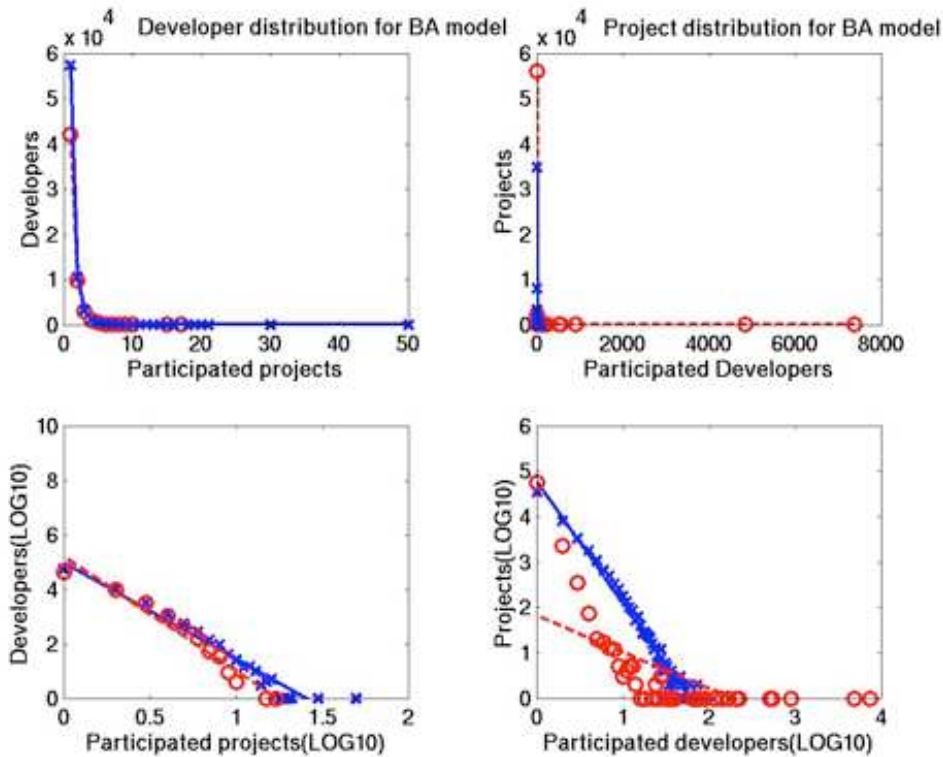 Developer distribution for BA model
x 10^4
6
5
4
3
2
1
0
Developers
0 10 20 30 40 50
Participated projects
Project distribution for BA model
x 10^4
6
5
4
3
2
1
0
Projects
0 2000 4000 6000 8000
Participated Developers
10
8
6
4
2
0
Developers(LOG10)
0 0.5 1 1.5 2
Participated projects(LOG10)
6
5
4
3
2
1
0
Projects(LOG10)
0 1 2 3 4
Participated developers(LOG10)